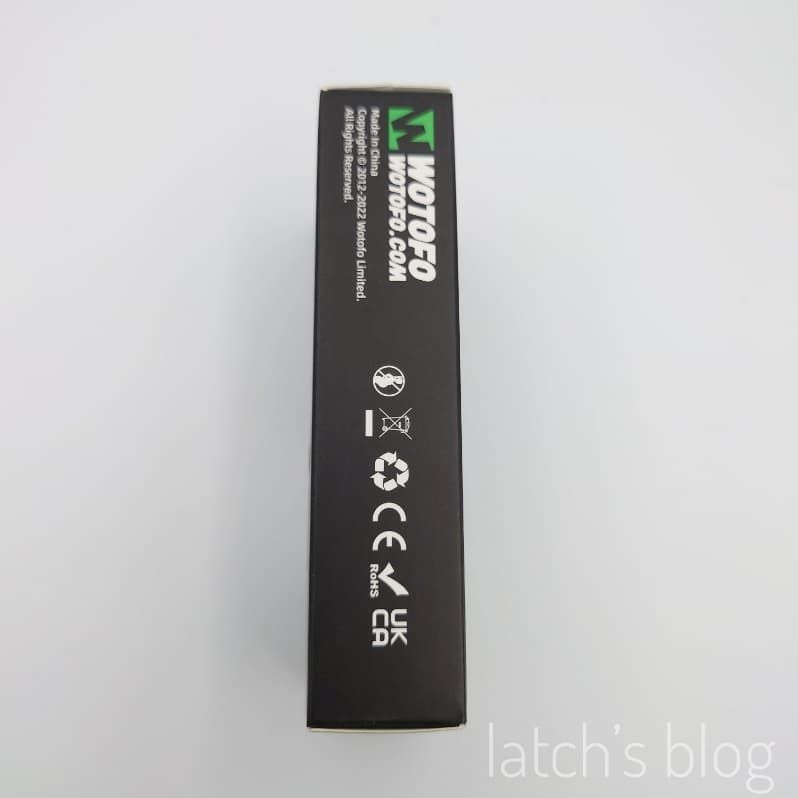 WOTOFO
WOTOFO.COM
Made In China
Copyright © 2012-2022 Wotofo Limited.
All Rights Reserved.
CE
RoHS
UK
CA
latch's blog